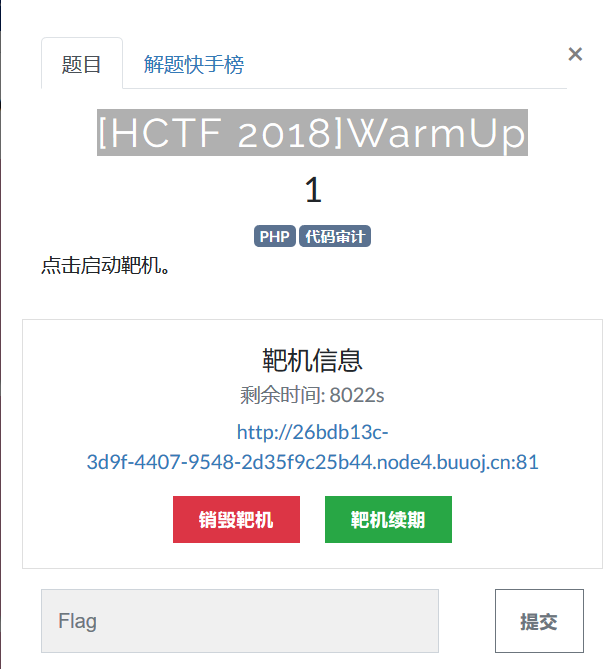 题目 解题快手榜 ×
[HCTF 2018]WarmUp
1
PHP 代码审计
点击启动靶机。
靶机信息
剩余时间: 8022s
http://26bdb13c-
3d9f-4407-9548-2d35f9c25b44.node4.buuoj.cn:81
销毁靶机 靶机续期
Flag 提交